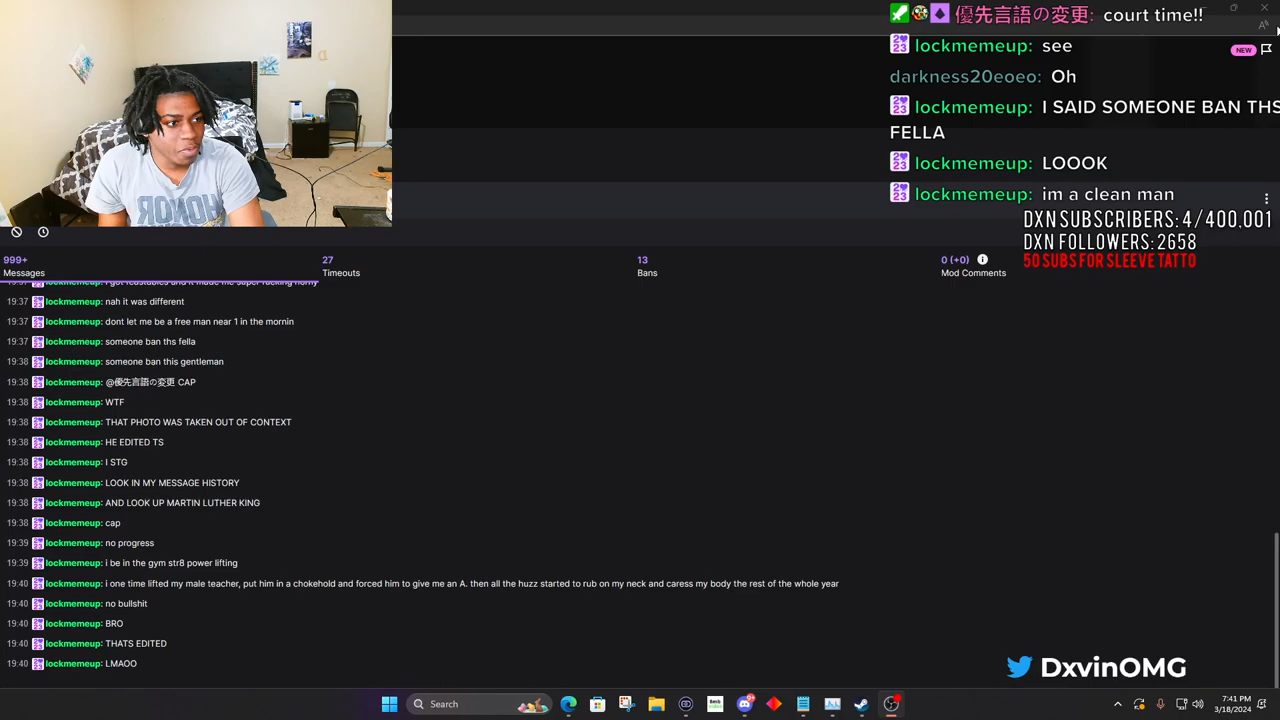 優先言語の変更: court time!!
lockmemeup: see
NEW
darkness20eoeo: Oh
lockmemeup: I SAID SOMEONE BAN THS
FELLA
lockmemeup: LOOOK
lockmemeup: im a clean man
DXN SUBSCRIBERS: 4/400,001
DXN FOLLOWERS: 2658
50 SUBS FOR SLEEVE TATTO
HONOR
999+
Messages
27
Timeouts
13
Bans
0 (+0)
Mod Comments
19:37 lockmemeup: nah it was different
19:37 lockmemeup: dont let me be a free man near 1 in the mornin
19:37 lockmemeup: someone ban ths fella
19:38 lockmemeup: someone ban this gentleman
19:38 lockmemeup: @優先言語の変更 CAP
19:38 lockmemeup: WTF
19:38 lockmemeup: THAT PHOTO WAS TAKEN OUT OF CONTEXT
19:38 lockmemeup: HE EDITED TS
19:38 lockmemeup: I STG
19:38 lockmemeup: LOOK IN MY MESSAGE HISTORY
19:38 lockmemeup: AND LOOK UP MARTIN LUTHER KING
19:38 lockmemeup: cap
19:39 lockmemeup: no progress
19:39 lockmemeup: i be in the gym str8 power lifting
19:40 lockmemeup: i one time lifted my male teacher, put him in a chokehold and forced him to give me an A. then all the huzz started to rub on my neck and caress my body the rest of the whole year
19:40 lockmemeup: no bullshit
19:40 lockmemeup: BRO
19:40 lockmemeup: THATS EDITED
19:40 lockmemeup: LMAOO
DxvinOMG
Search
7:41 PM
3/18/2024